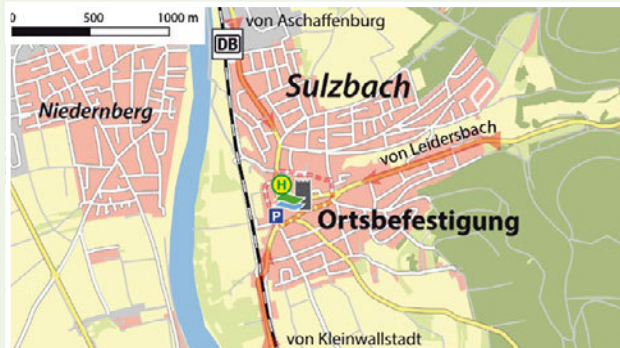 0 500 1000 m
von Aschaffenburg
DB
Sulzbach
Niedernberg
von Leidersbach
H
P
Ortsbefestigung
von Kleinwallstadt